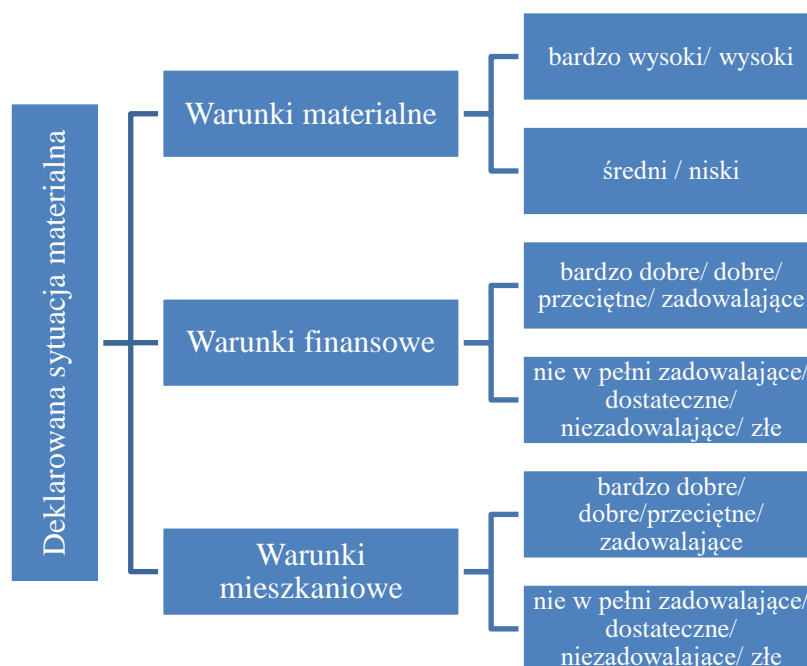 Deklarowana sytuacja materialna
Warunki materialne
bardzo wysoki/ wysoki
średni / niski
Warunki finansowe
bardzo dobre/ dobre/
przeciętne/ zadowalające
nie w pełni zadowalające/
dostateczne/
niezadowalające/ złe
Warunki
mieszkaniowe
bardzo dobre/
dobre/przeciętne/
zadowalające
nie w pełni zadowalające/
dostateczne/
niezadowalające/ złe